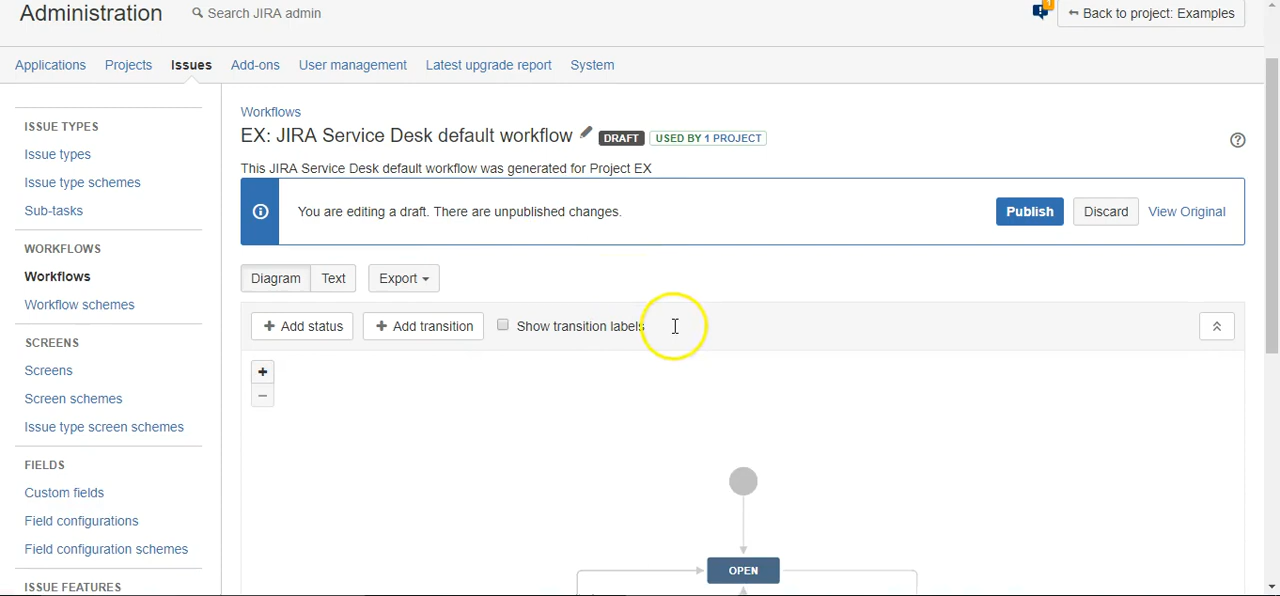 Administration
Search JIRA admin
1
Back to project: Examples
Applications Projects Issues Add-ons User management Latest upgrade report System
ISSUE TYPES
Issue types
Issue type schemes
Sub-tasks
WORKFLOWS
Workflows
Workflow schemes
SCREENS
Screens
Screen schemes
Issue type screen schemes
FIELDS
Custom fields
Field configurations
Field configuration schemes
ISSUE FEATURES
Workflows
EX: JIRA Service Desk default workflow DRAFT USED BY 1 PROJECT
This JIRA Service Desk default workflow was generated for Project EX
You are editing a draft. There are unpublished changes. Publish Discard View Original
Diagram Text Export
+ Add status + Add transition Show transition labels
+
−
OPEN